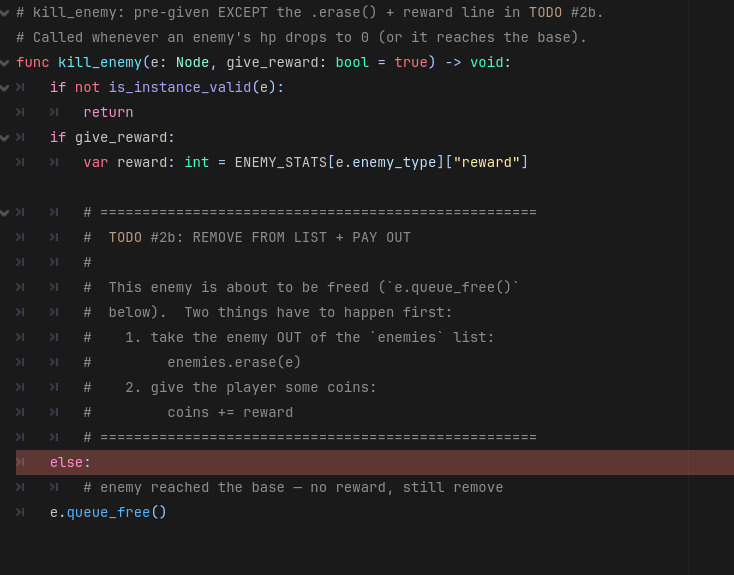 # kill_enemy: pre-given EXCEPT the .erase() + reward line in TODO #2b.
# Called whenever an enemy's hp drops to 0 (or it reaches the base).
func kill_enemy(e: Node, give_reward: bool = true) -> void:
if not is_instance_valid(e):
return
if give_reward:
var reward: int = ENEMY_STATS[e.enemy_type]["reward"]
# ====================================================
#  TODO #2b: REMOVE FROM LIST + PAY OUT
#
#  This enemy is about to be freed (`e.queue_free()`
#  below).  Two things have to happen first:
#    1. take the enemy OUT of the `enemies` list:
#         enemies.erase(e)
#    2. give the player some coins:
#         coins += reward
# ====================================================
else:
# enemy reached the base — no reward, still remove
e.queue_free()